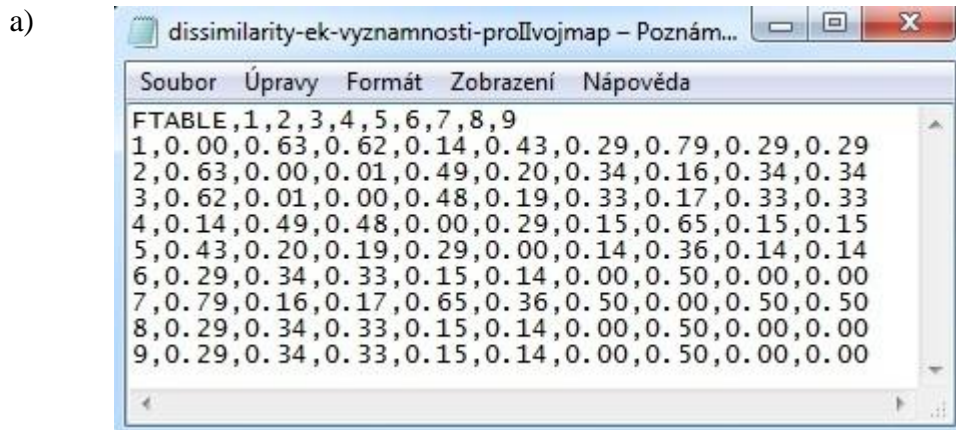 a)
dissimilarity-ek-vyznamnosti-proIIvojmap – Poznám...
Soubor Úpravy Formát Zobrazení Nápověda
FTABLE,1,2,3,4,5,6,7,8,9
1,0.00,0.63,0.62,0.14,0.43,0.29,0.79,0.29,0.29
2,0.63,0.00,0.01,0.49,0.20,0.34,0.16,0.34,0.34
3,0.62,0.01,0.00,0.48,0.19,0.33,0.17,0.33,0.33
4,0.14,0.49,0.48,0.00,0.29,0.15,0.65,0.15,0.15
5,0.43,0.20,0.19,0.29,0.00,0.14,0.36,0.14,0.14
6,0.29,0.34,0.33,0.15,0.14,0.00,0.50,0.00,0.00
7,0.79,0.16,0.17,0.65,0.36,0.50,0.00,0.50,0.50
8,0.29,0.34,0.33,0.15,0.14,0.00,0.50,0.00,0.00
9,0.29,0.34,0.33,0.15,0.14,0.00,0.50,0.00,0.00